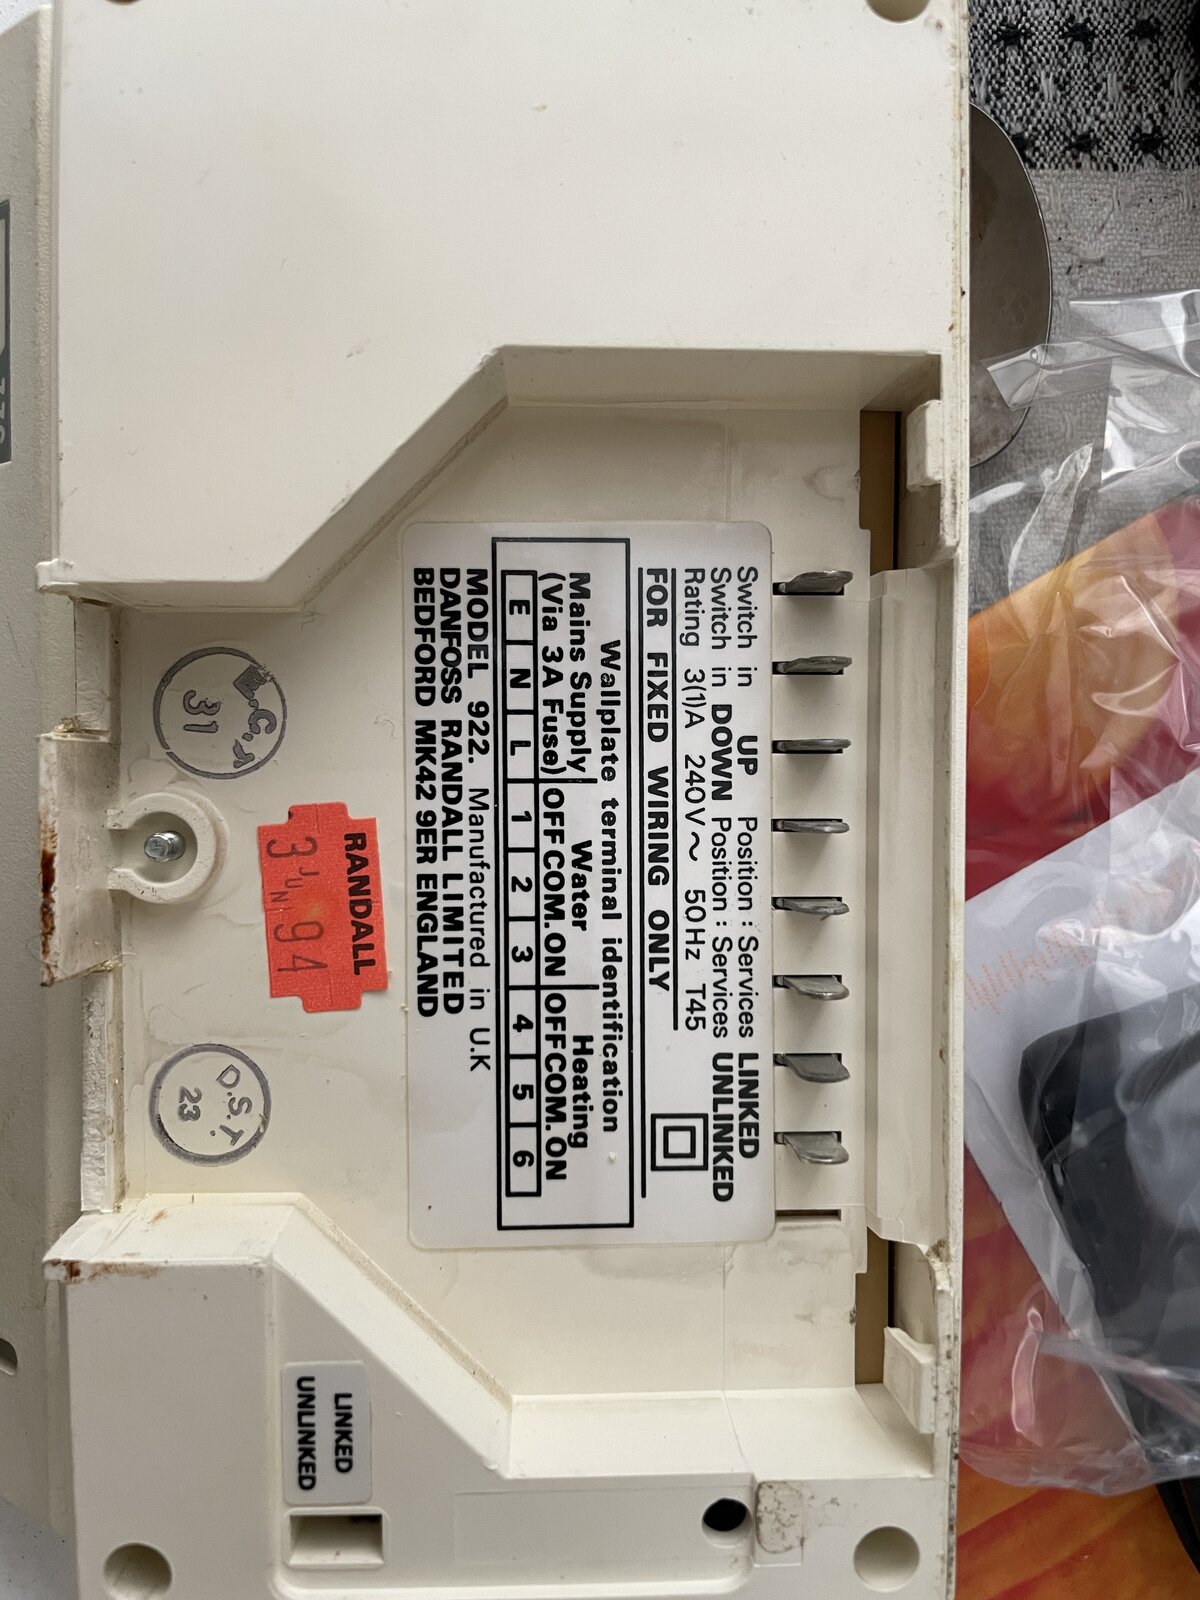 Switch in UP Position : Services LINKED
Switch in DOWN Position : Services UNLINKED
Rating 3(1)A 240V~ 50Hz T45
FOR FIXED WIRING ONLY
Wallplate terminal identification
Mains Supply Water Heating
(Via 3A Fuse) OFF COM. ON OFF COM. ON
E N L 1 2 3 4 5 6
MODEL 922. Manufactured in U.K
DANFOSS RANDALL LIMITED
BEDFORD MK42 9ER ENGLAND
RANDALL
3 JUN 94
31
D.S.T.
23
LINKED
UNLINKED